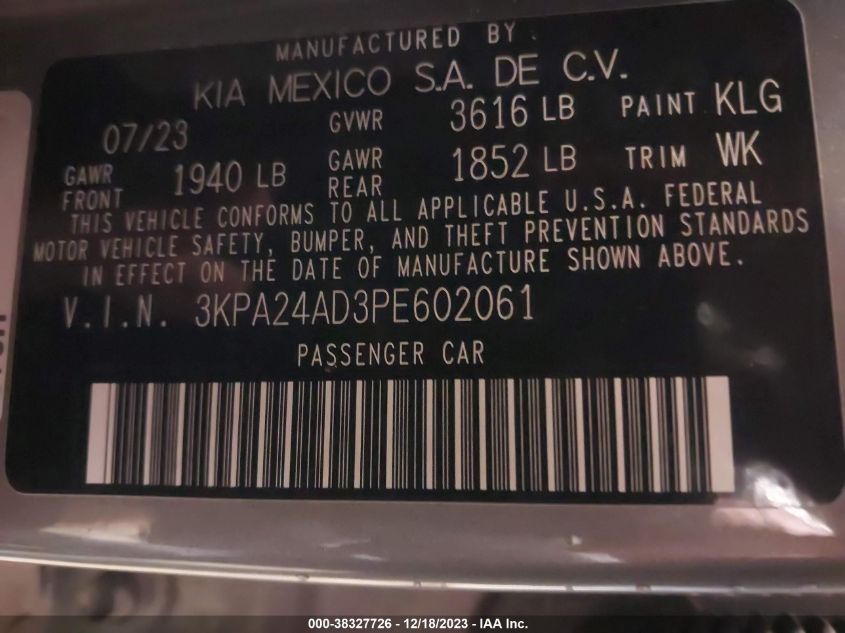 MANUFACTURED BY
KIA MEXICO S.A. DE C.V.
07/23 GVWR 3616 LB PAINT KLG
GAWR FRONT 1940 LB GAWR REAR 1852 LB TRIM WK
THIS VEHICLE CONFORMS TO ALL APPLICABLE U.S.A. FEDERAL
MOTOR VEHICLE SAFETY, BUMPER, AND THEFT PREVENTION STANDARDS
IN EFFECT ON THE DATE OF MANUFACTURE SHOWN ABOVE.
V.I.N. 3KPA24AD3PE602061
PASSENGER CAR
000-38327726 - 12/18/2023 - IAA Inc.